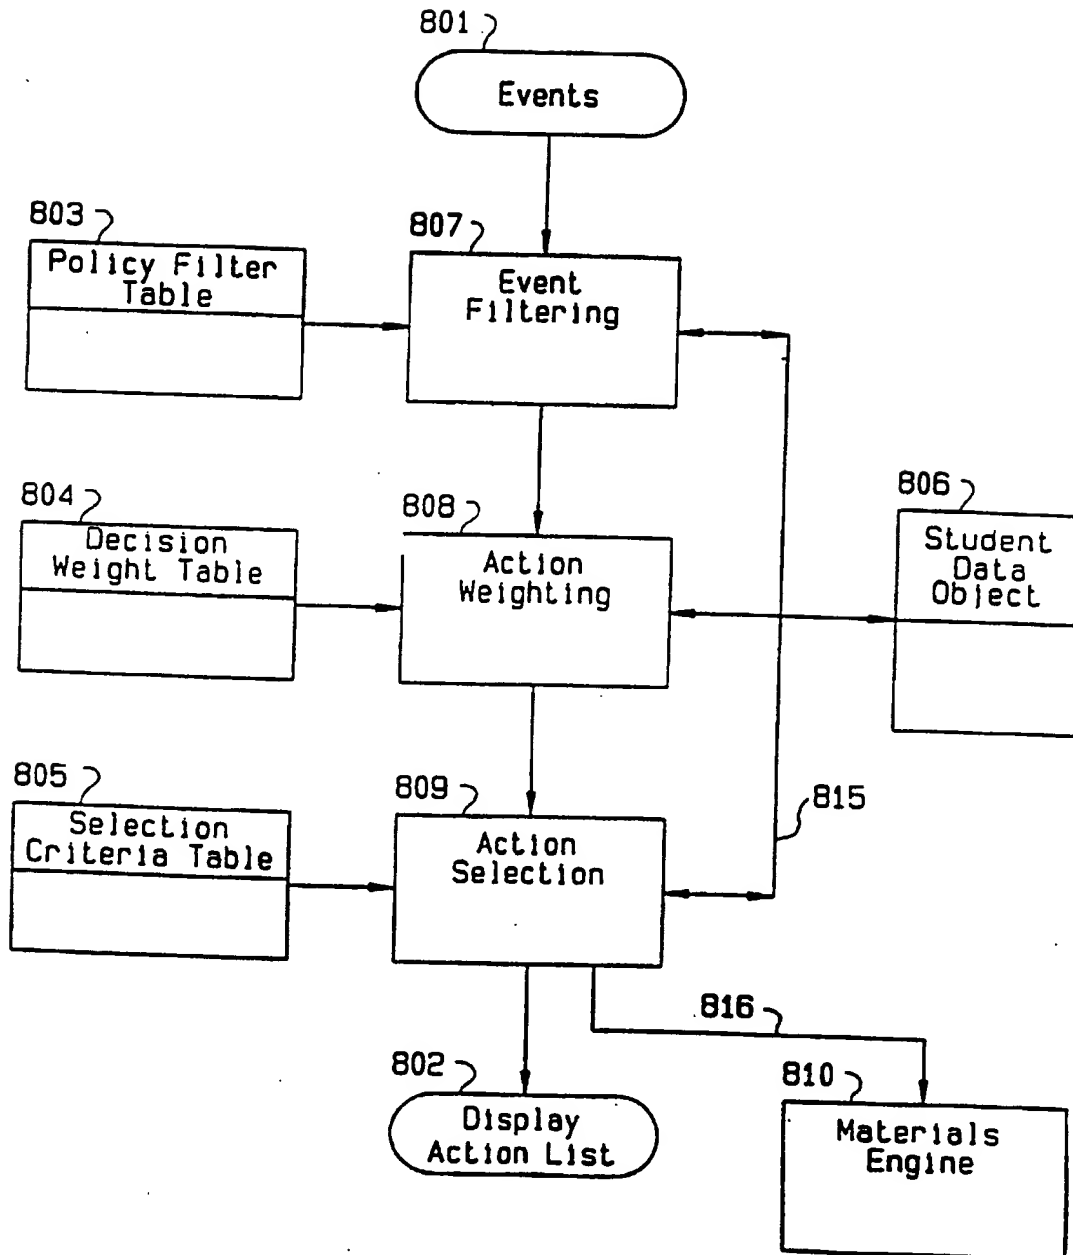 801
Events
803
Policy Filter
Table
807
Event
Filtering
804
Decision
Weight Table
808
Action
Weighting
806
Student
Data
Object
805
Selection
Criteria Table
809
Action
Selection
815
816
802
Display
Action List
810
Materials
Engine